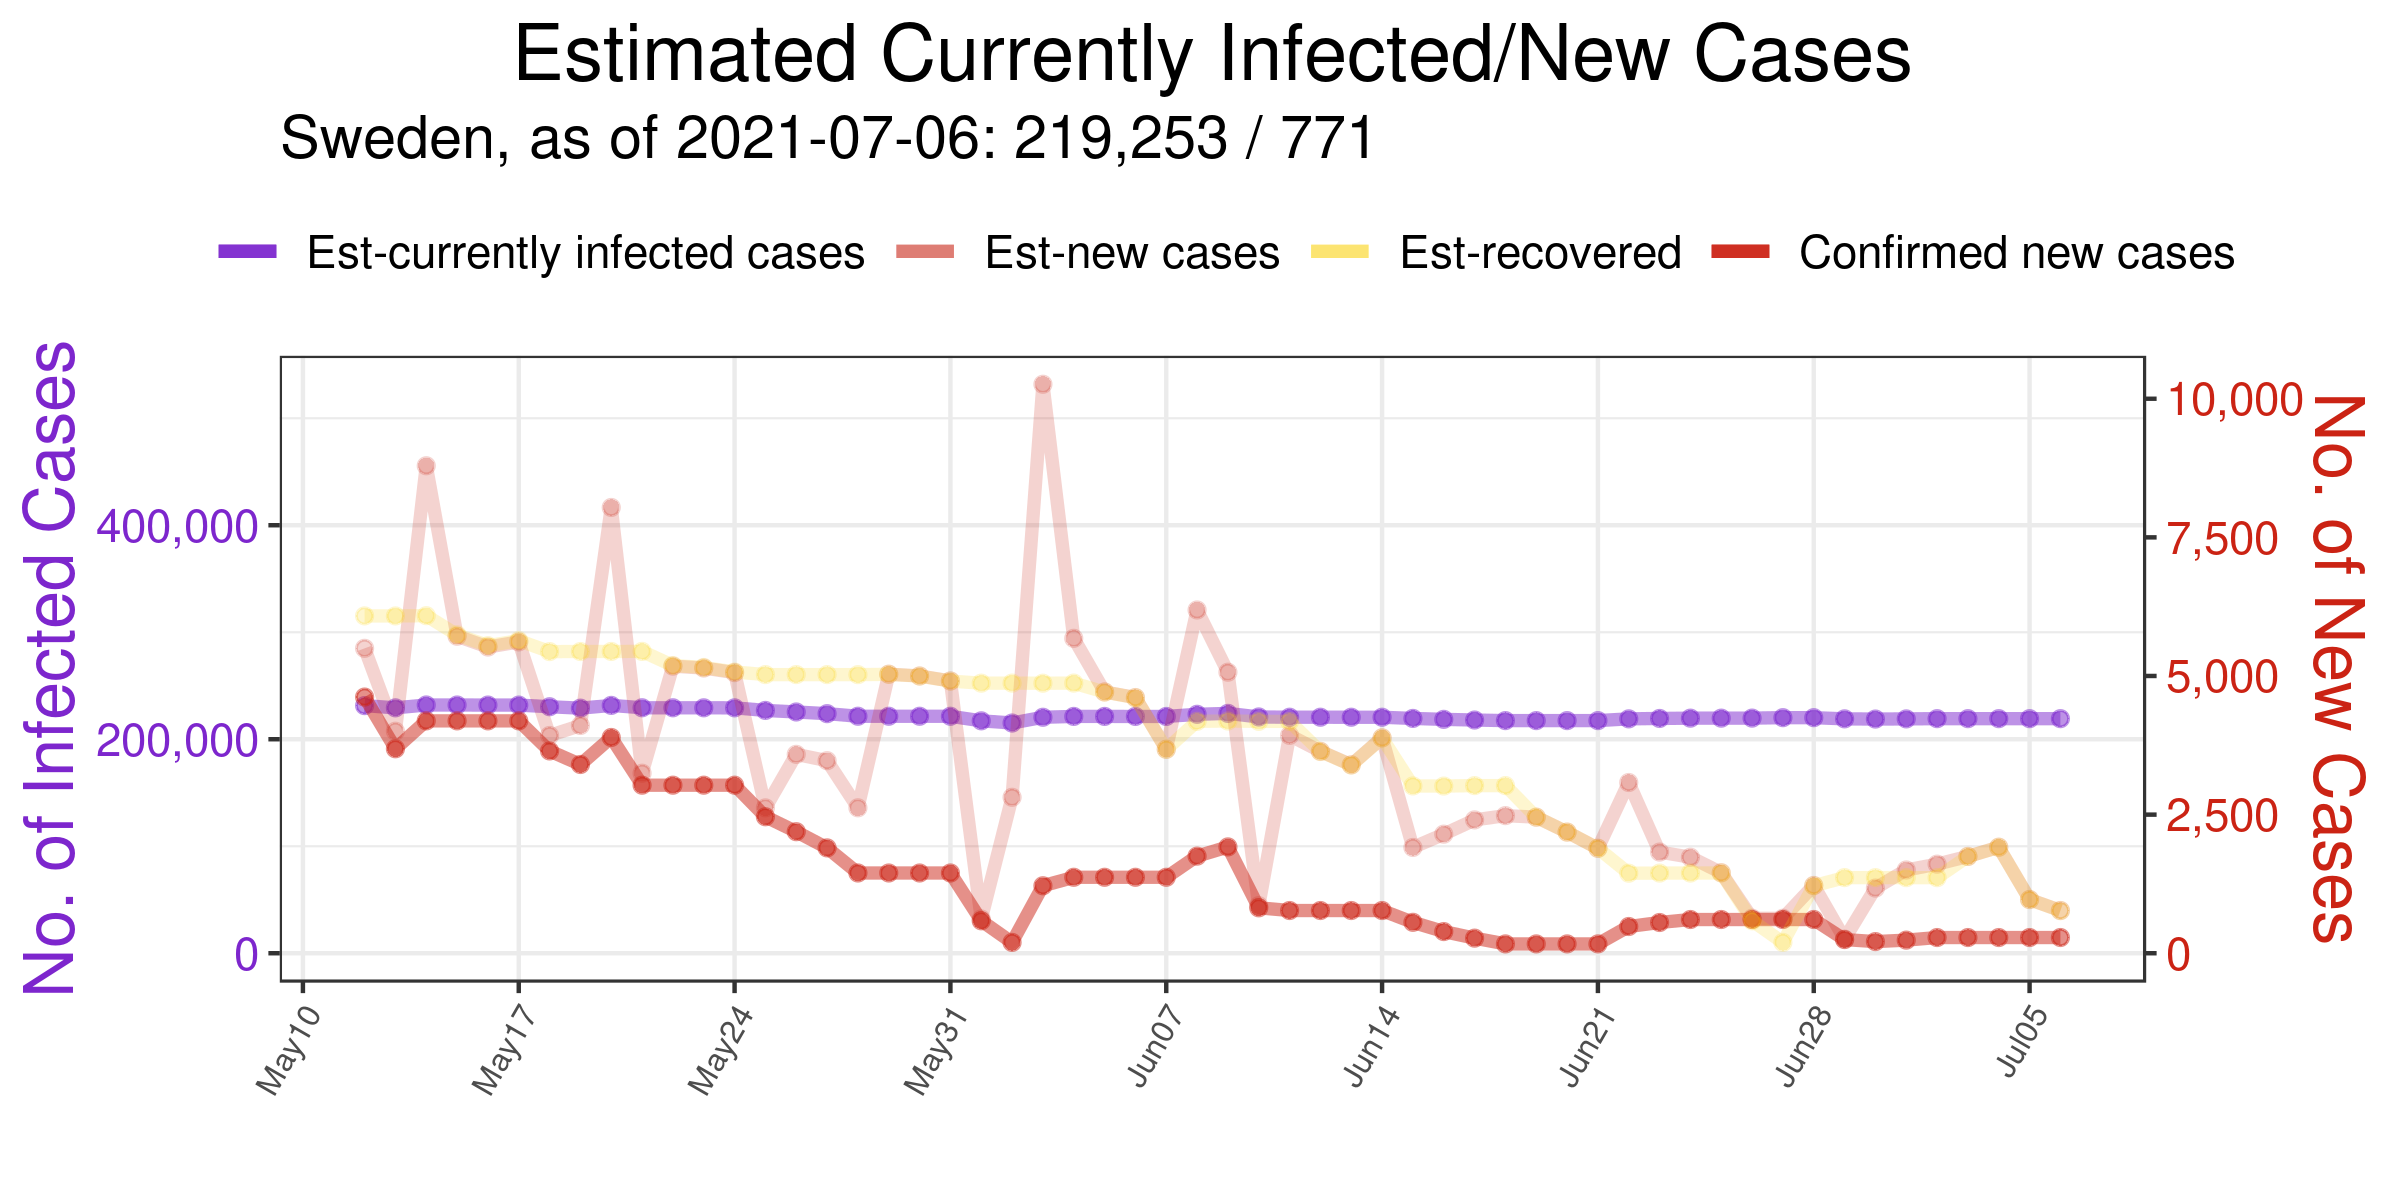 Estimated Currently Infected/New Cases
Sweden, as of 2021-07-06: 219,253 / 771
Est-currently infected cases Est-new cases Est-recovered Confirmed new cases
No. of Infected Cases
400,000
200,000
0
10,000
7,500
5,000
2,500
0
No. of New Cases
May10 May17 May24 May31 Jun07 Jun14 Jun21 Jun28 Jul05